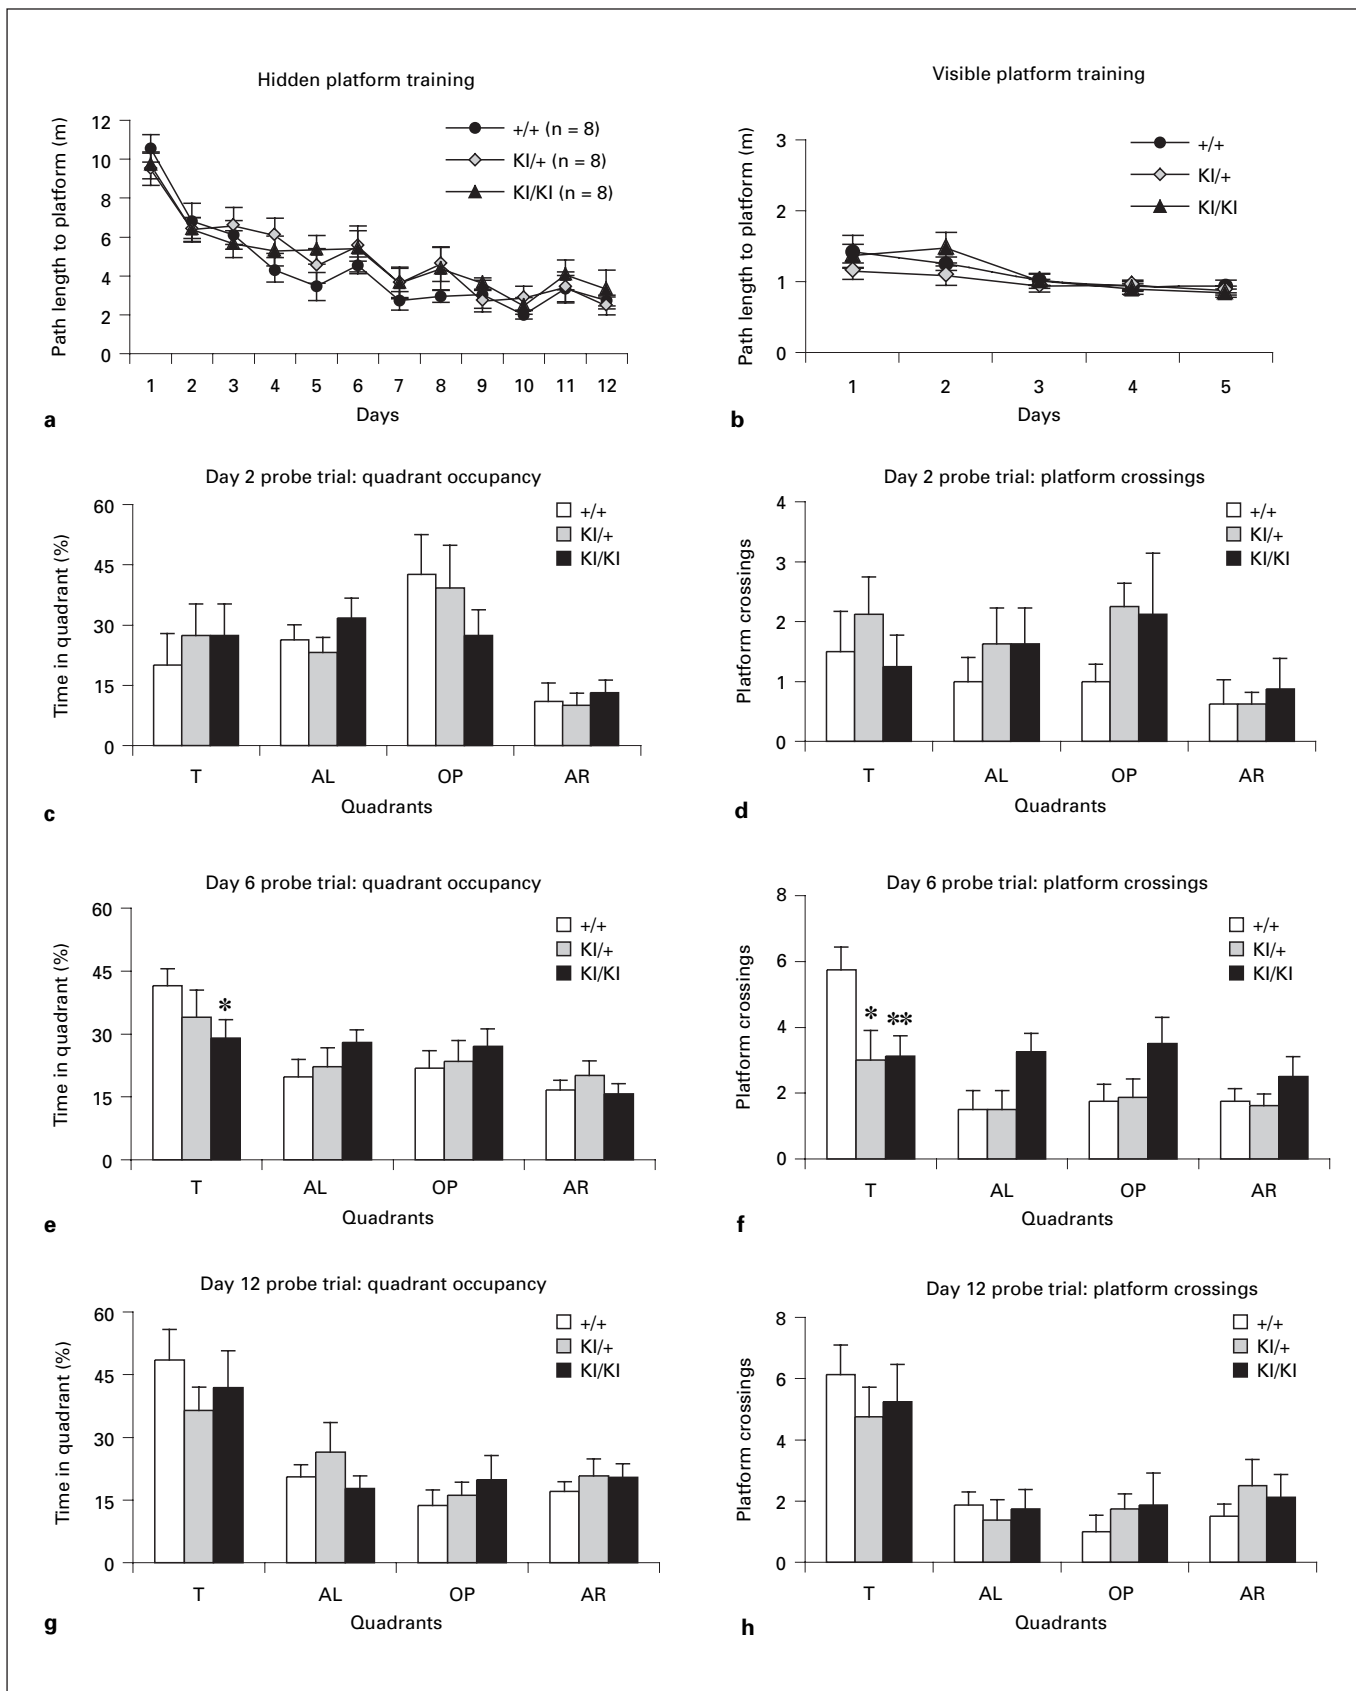 Hidden platform training
Path length to platform (m)
12
10
8
6
4
2
0
+/+ (n = 8)
KI/+ (n = 8)
KI/KI (n = 8)
1 2 3 4 5 6 7 8 9 10 11 12
Days
a
Visible platform training
Path length to platform (m)
3
2
1
0
+/+
KI/+
KI/KI
1 2 3 4 5
Days
b
Day 2 probe trial: quadrant occupancy
Time in quadrant (%)
60
45
30
15
0
+/+
KI/+
KI/KI
T AL OP AR
Quadrants
c
Day 2 probe trial: platform crossings
Platform crossings
4
3
2
1
0
+/+
KI/+
KI/KI
T AL OP AR
Quadrants
d
Day 6 probe trial: quadrant occupancy
Time in quadrant (%)
60
45
30
15
0
+/+
KI/+
KI/KI
*
T AL OP AR
Quadrants
e
Day 6 probe trial: platform crossings
Platform crossings
8
6
4
2
0
+/+
KI/+
KI/KI
* **
T AL OP AR
Quadrants
f
Day 12 probe trial: quadrant occupancy
Time in quadrant (%)
60
45
30
15
0
+/+
KI/+
KI/KI
T AL OP AR
Quadrants
g
Day 12 probe trial: platform crossings
Platform crossings
8
6
4
2
0
+/+
KI/+
KI/KI
T AL OP AR
Quadrants
h